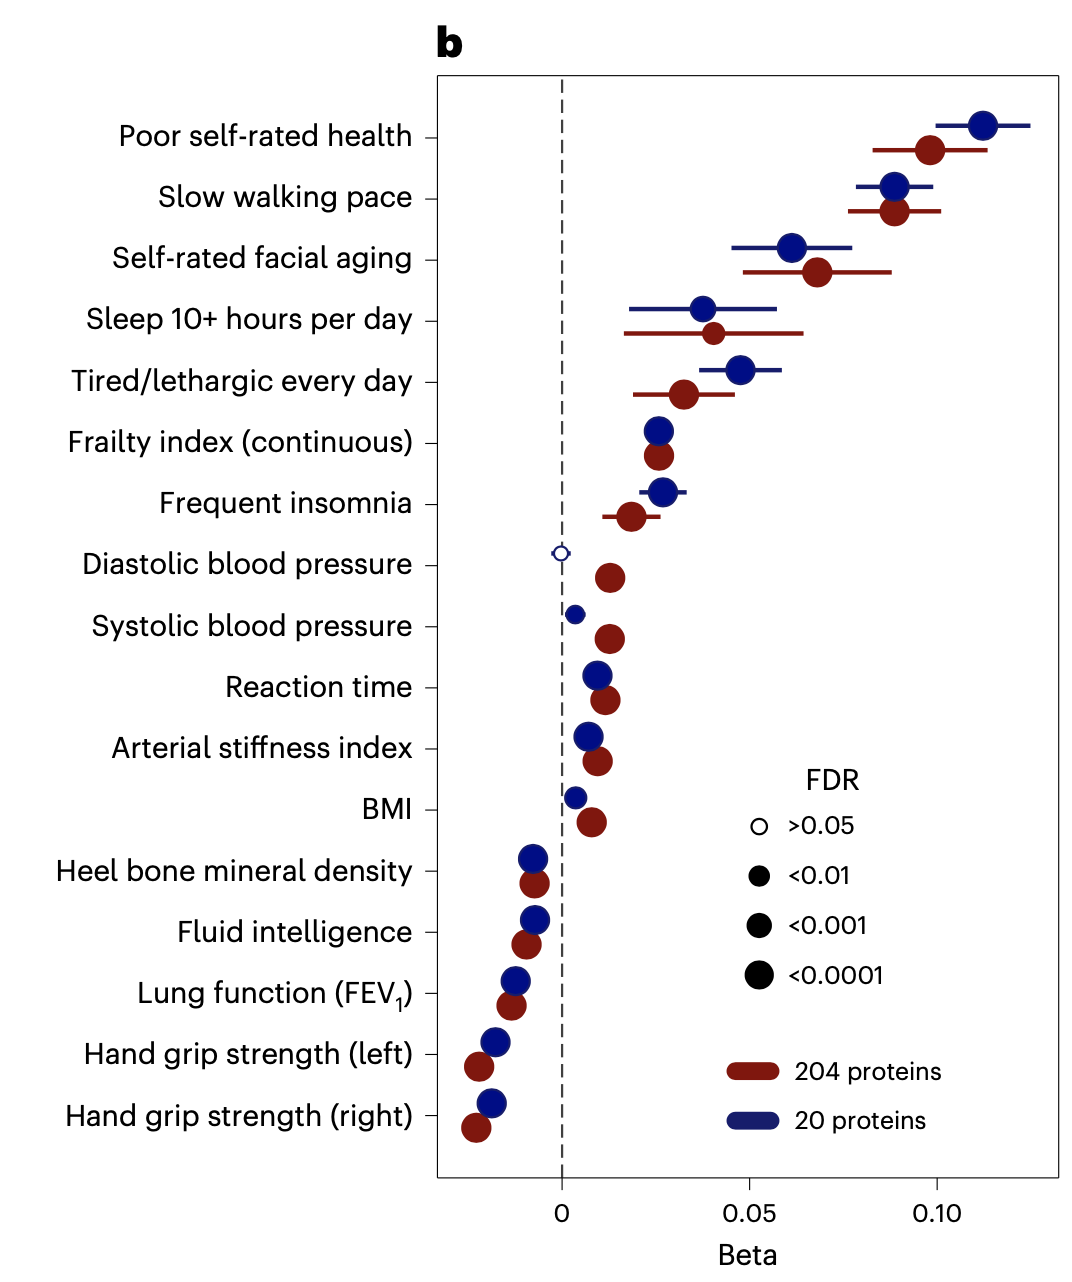 b
Poor self-rated health
Slow walking pace
Self-rated facial aging
Sleep 10+ hours per day
Tired/lethargic every day
Frailty index (continuous)
Frequent insomnia
Diastolic blood pressure
Systolic blood pressure
Reaction time
Arterial stiffness index
BMI
Heel bone mineral density
Fluid intelligence
Lung function (FEV₁)
Hand grip strength (left)
Hand grip strength (right)
FDR
>0.05
<0.01
<0.001
<0.0001
204 proteins
20 proteins
0 0.05 0.10
Beta